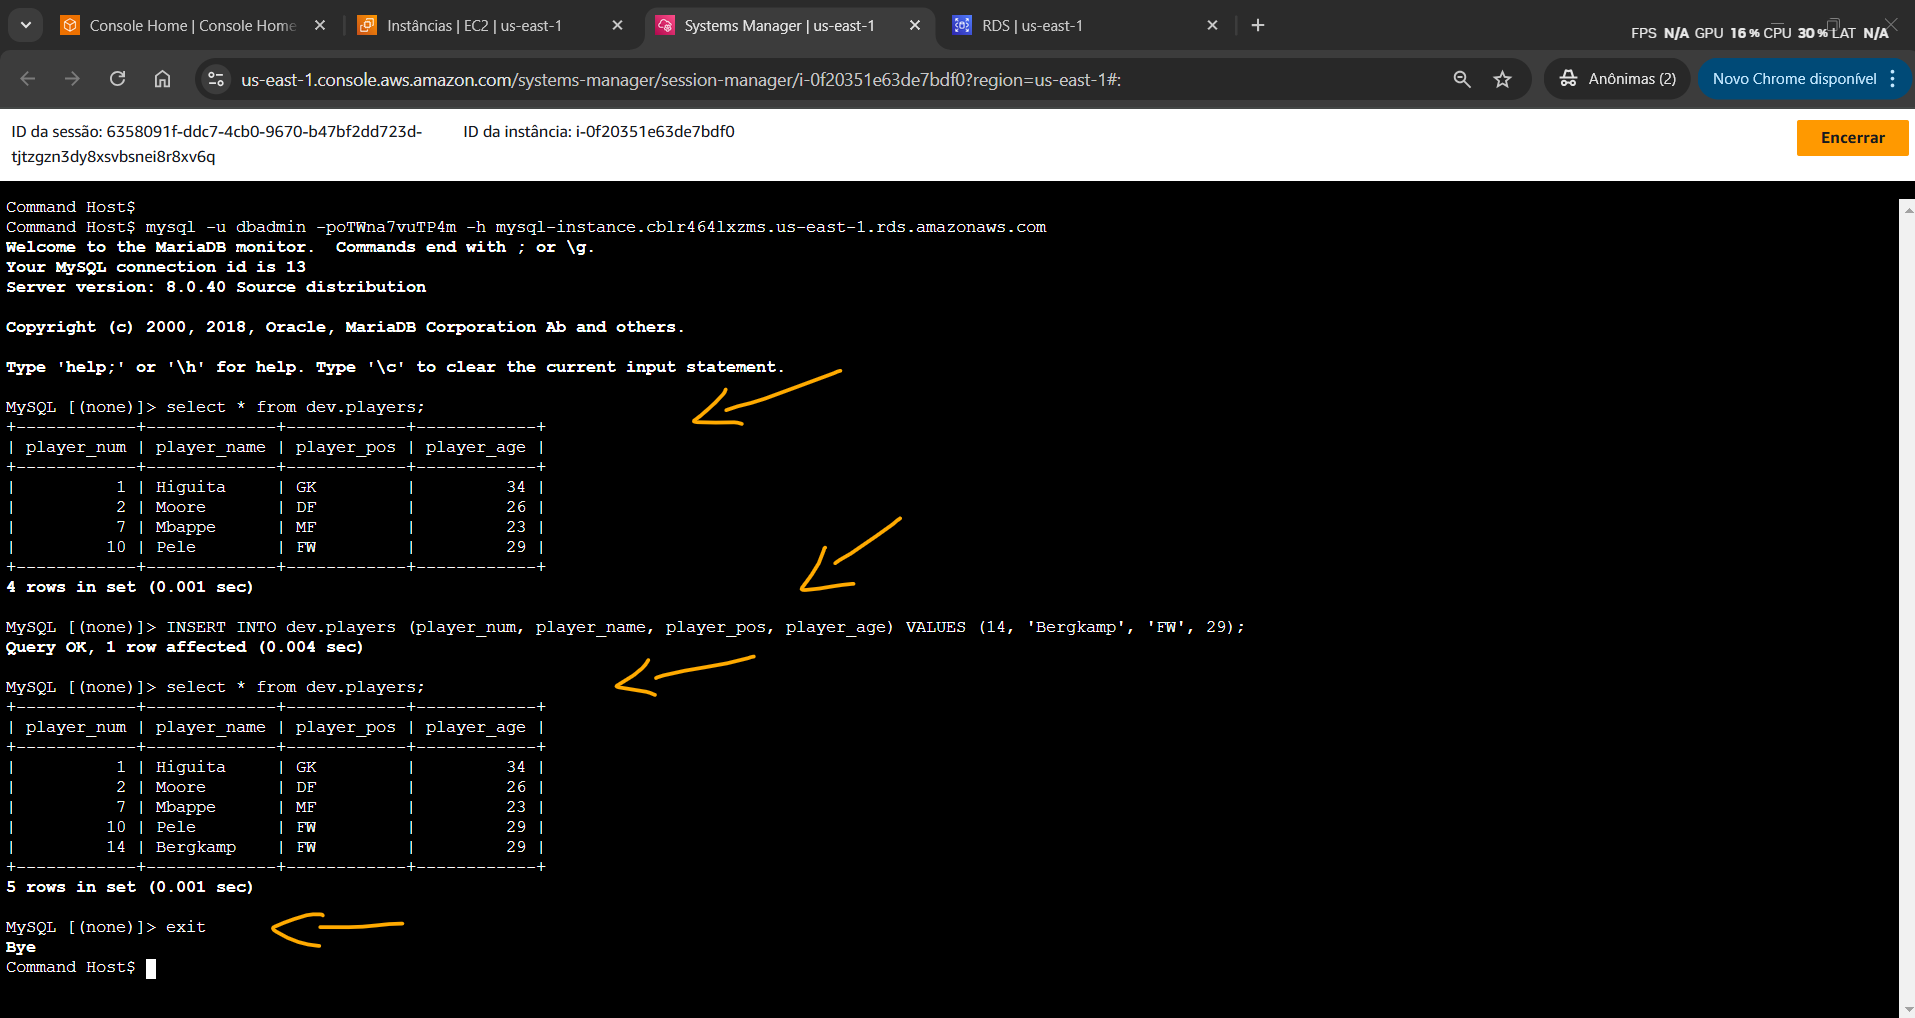 Console Home | Console Home
Instâncias | EC2 | us-east-1
Systems Manager | us-east-1
RDS | us-east-1
FPS N/A GPU 16 % CPU 30 % LAT N/A
us-east-1.console.aws.amazon.com/systems-manager/session-manager/i-0f20351e63de7bdf0?region=us-east-1#:
Anônimas (2)
Novo Chrome disponível
ID da sessão: 6358091f-ddc7-4cb0-9670-b47bf2dd723d-
tjtzgzn3dy8xsvbsnei8r8xv6q
ID da instância: i-0f20351e63de7bdf0
Encerrar
Command Host$
Command Host$ mysql -u dbadmin -poTWna7vuTP4m -h mysql-instance.cblr464lxzms.us-east-1.rds.amazonaws.com
Welcome to the MariaDB monitor.  Commands end with ; or \g.
Your MySQL connection id is 13
Server version: 8.0.40 Source distribution
Copyright (c) 2000, 2018, Oracle, MariaDB Corporation Ab and others.
Type 'help;' or '\h' for help. Type '\c' to clear the current input statement.
MySQL [(none)]> select * from dev.players;
+------------+-------------+------------+------------+
| player_num | player_name | player_pos | player_age |
+------------+-------------+------------+------------+
|          1 | Higuita     | GK         |         34 |
|          2 | Moore       | DF         |         26 |
|          7 | Mbappe      | MF         |         23 |
|         10 | Pele        | FW         |         29 |
+------------+-------------+------------+------------+
4 rows in set (0.001 sec)
MySQL [(none)]> INSERT INTO dev.players (player_num, player_name, player_pos, player_age) VALUES (14, 'Bergkamp', 'FW', 29);
Query OK, 1 row affected (0.004 sec)
MySQL [(none)]> select * from dev.players;
+------------+-------------+------------+------------+
| player_num | player_name | player_pos | player_age |
+------------+-------------+------------+------------+
|          1 | Higuita     | GK         |         34 |
|          2 | Moore       | DF         |         26 |
|          7 | Mbappe      | MF         |         23 |
|         10 | Pele        | FW         |         29 |
|         14 | Bergkamp    | FW         |         29 |
+------------+-------------+------------+------------+
5 rows in set (0.001 sec)
MySQL [(none)]> exit
Bye
Command Host$